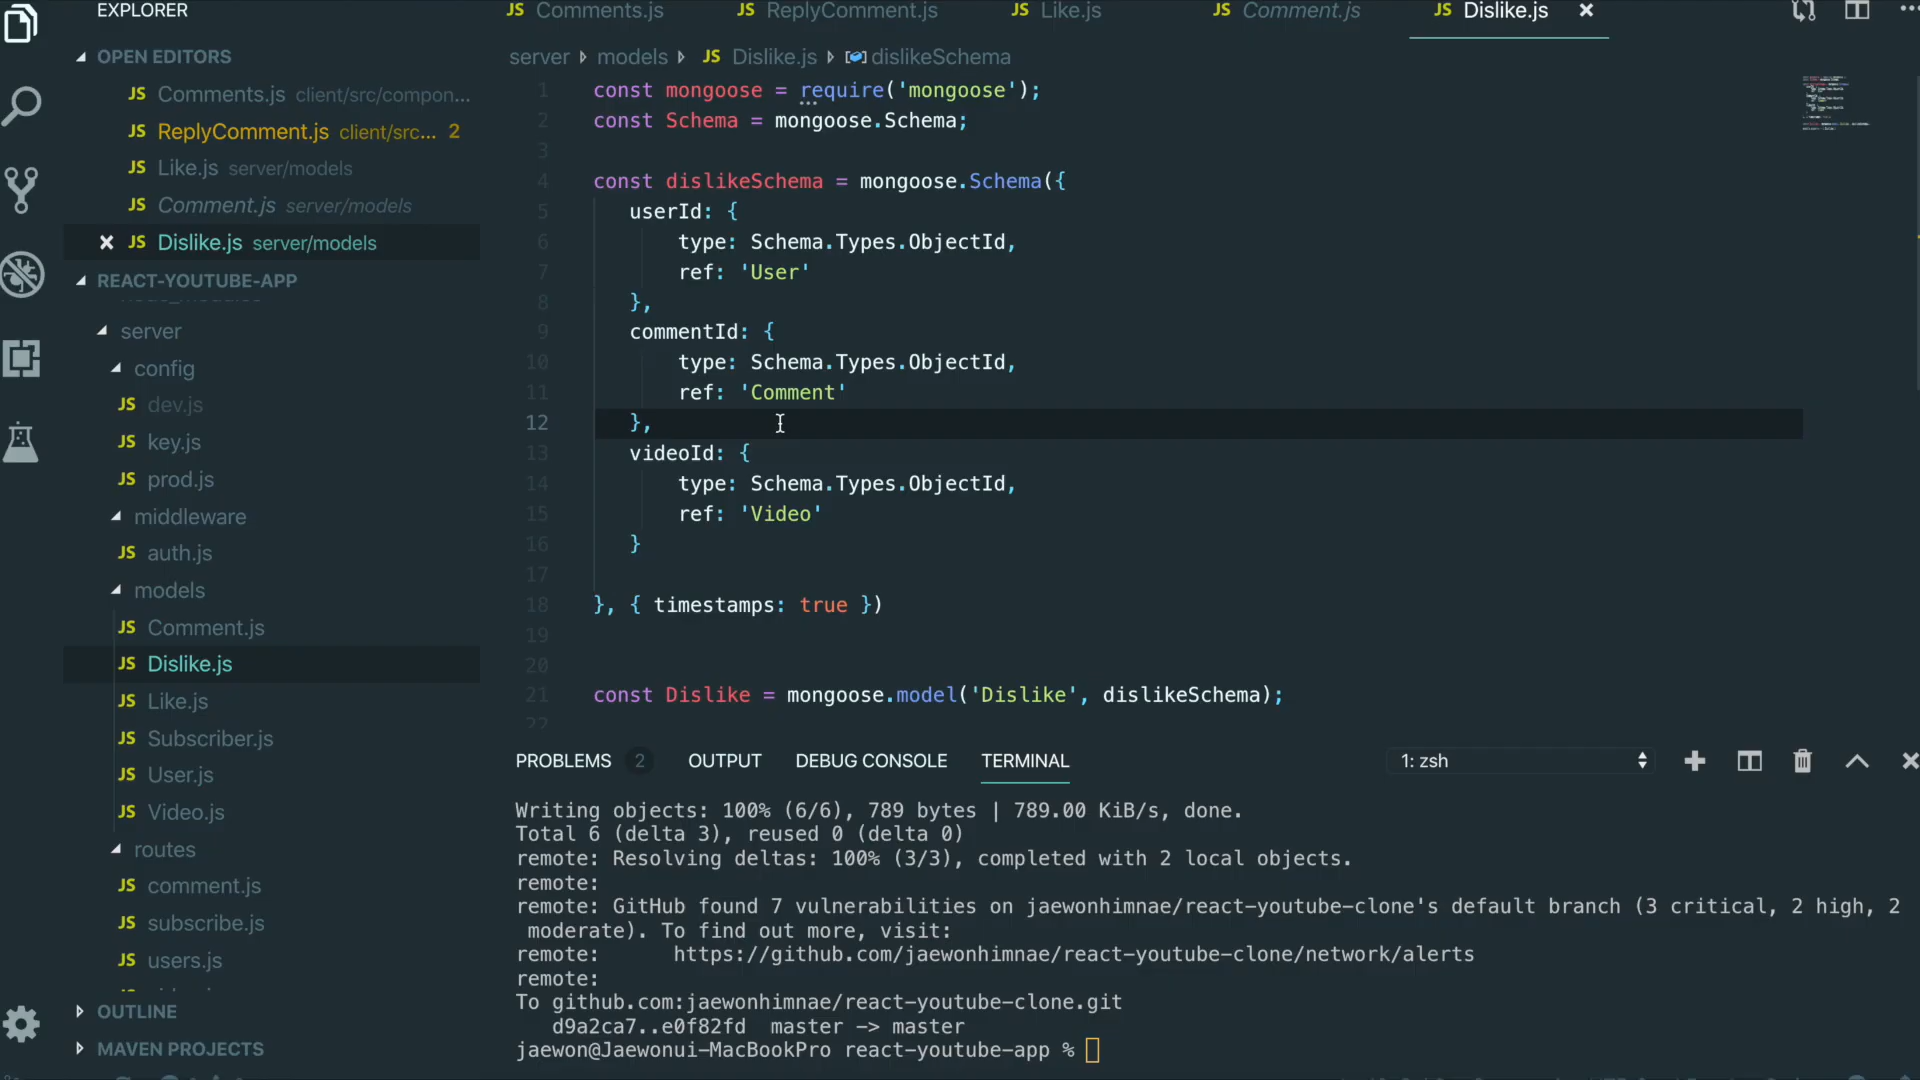 EXPLORER
OPEN EDITORS
JS Comments.js client/src/compon...
JS ReplyComment.js client/src... 2
JS Like.js server/models
JS Comment.js server/models
JS Dislike.js server/models
REACT-YOUTUBE-APP
server
config
JS dev.js
JS key.js
JS prod.js
middleware
JS auth.js
models
JS Comment.js
JS Dislike.js
JS Like.js
JS Subscriber.js
JS User.js
JS Video.js
routes
JS comment.js
JS subscribe.js
JS users.js
OUTLINE
MAVEN PROJECTS
JS Comments.js JS ReplyComment.js JS Like.js JS Comment.js JS Dislike.js
server models JS Dislike.js dislikeSchema
1 const mongoose = require('mongoose');
2 const Schema = mongoose.Schema;
3
4 const dislikeSchema = mongoose.Schema({
5 userId: {
6 type: Schema.Types.ObjectId,
7 ref: 'User'
8 },
9 commentId: {
10 type: Schema.Types.ObjectId,
11 ref: 'Comment'
12 },
13 videoId: {
14 type: Schema.Types.ObjectId,
15 ref: 'Video'
16 }
17
18 }, { timestamps: true })
19
20
21 const Dislike = mongoose.model('Dislike', dislikeSchema);
22
PROBLEMS 2 OUTPUT DEBUG CONSOLE TERMINAL 1: zsh
Writing objects: 100% (6/6), 789 bytes | 789.00 KiB/s, done.
Total 6 (delta 3), reused 0 (delta 0)
remote: Resolving deltas: 100% (3/3), completed with 2 local objects.
remote:
remote: GitHub found 7 vulnerabilities on jaewonhimnae/react-youtube-clone's default branch (3 critical, 2 high, 2
moderate). To find out more, visit:
remote: https://github.com/jaewonhimnae/react-youtube-clone/network/alerts
remote:
To github.com:jaewonhimnae/react-youtube-clone.git
d9a2ca7..e0f82fd master -> master
jaewon@Jaewonui-MacBookPro react-youtube-app %